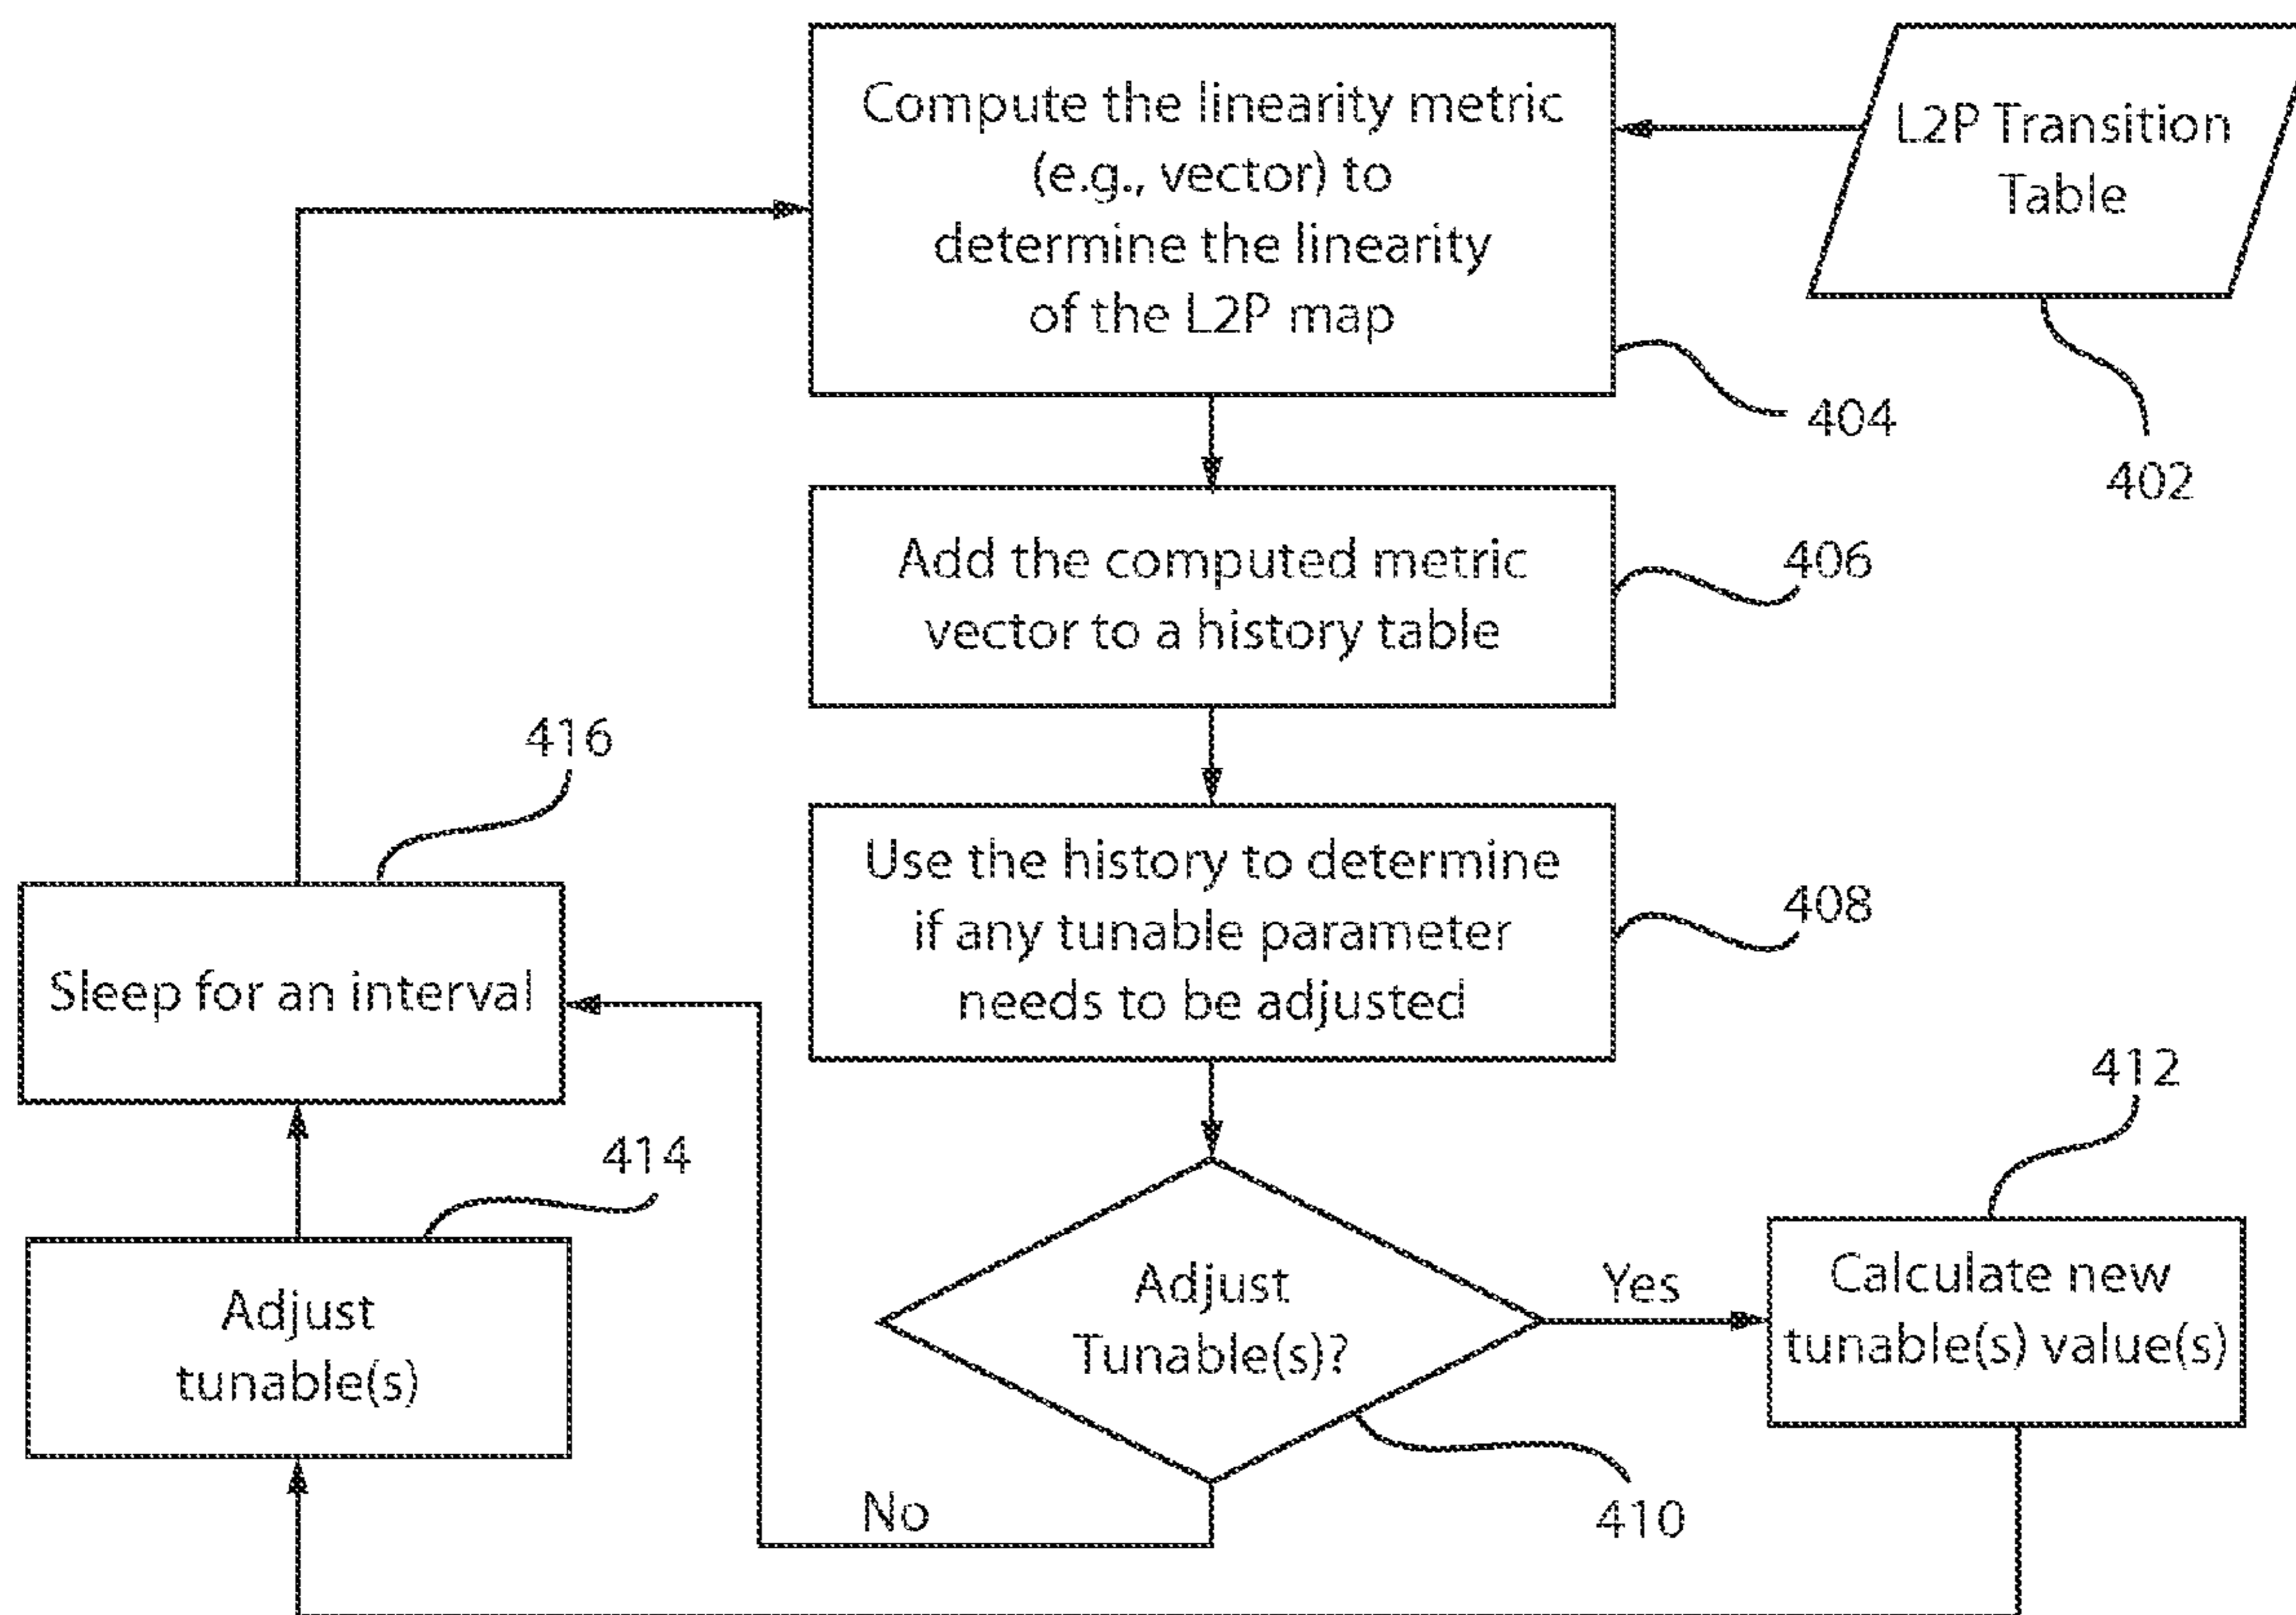 Compute the linearity metric
(e.g., vector) to
determine the linearity
of the L2P map
L2P Transition
Table
404
402
Add the computed metric
vector to a history table
406
416
Use the history to determine
if any tunable parameter
needs to be adjusted
408
Sleep for an interval
412
414
Adjust
tunable(s)
Adjust
Tunable(s)?
Yes
Calculate new
tunable(s) value(s)
No
410